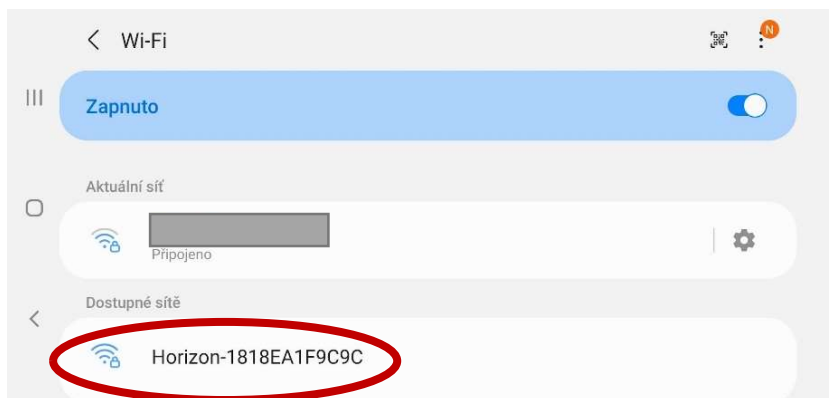 Wi-Fi
N
Zapnuto
Aktuální síť
Připojeno
Dostupné sítě
Horizon-1818EA1F9C9C